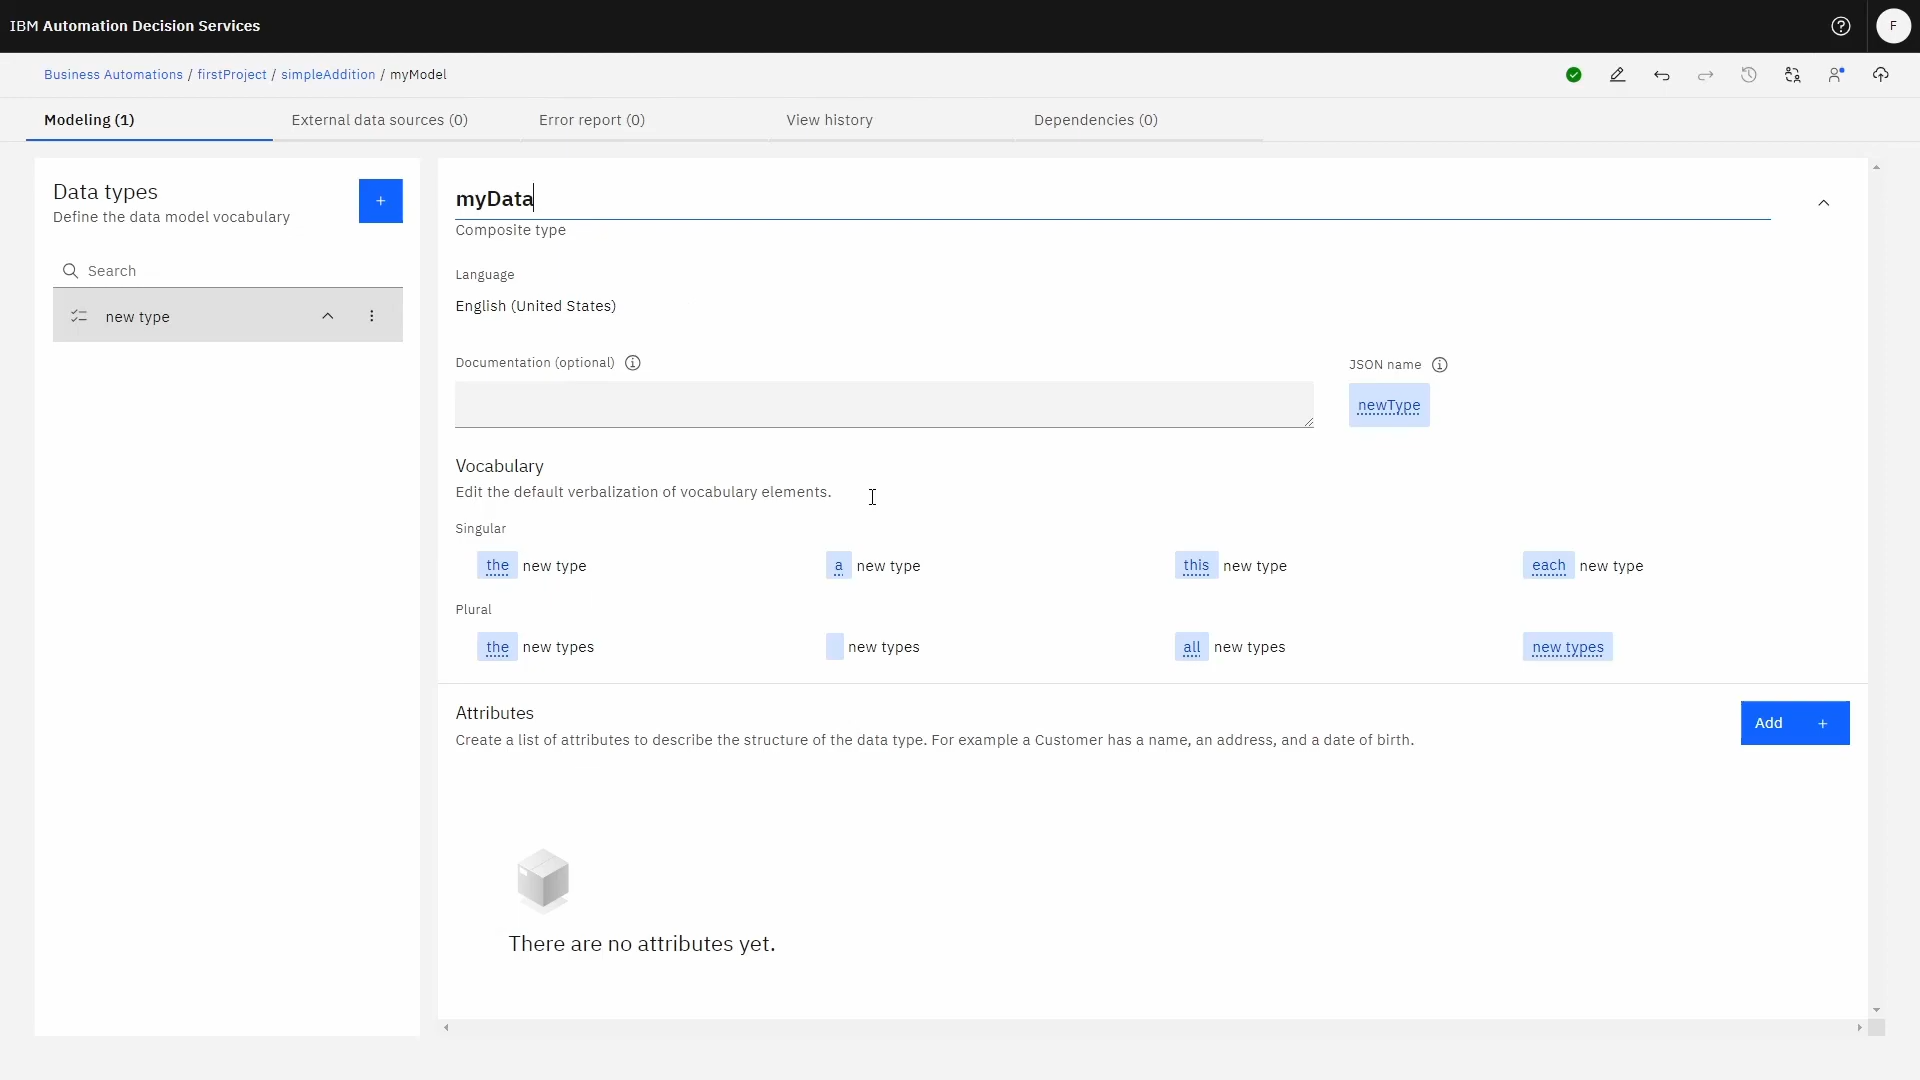 IBM Automation Decision Services
F
Business Automations / firstProject / simpleAddition / myModel
Modeling (1)
External data sources (0)
Error report (0)
View history
Dependencies (0)
Data types
Define the data model vocabulary
+
Search
new type
myData
Composite type
Language
English (United States)
Documentation (optional)
JSON name
newType
Vocabulary
Edit the default verbalization of vocabulary elements.
Singular
the new type
a new type
this new type
each new type
Plural
the new types
new types
all new types
new types
Attributes
Create a list of attributes to describe the structure of the data type. For example a Customer has a name, an address, and a date of birth.
Add +
There are no attributes yet.